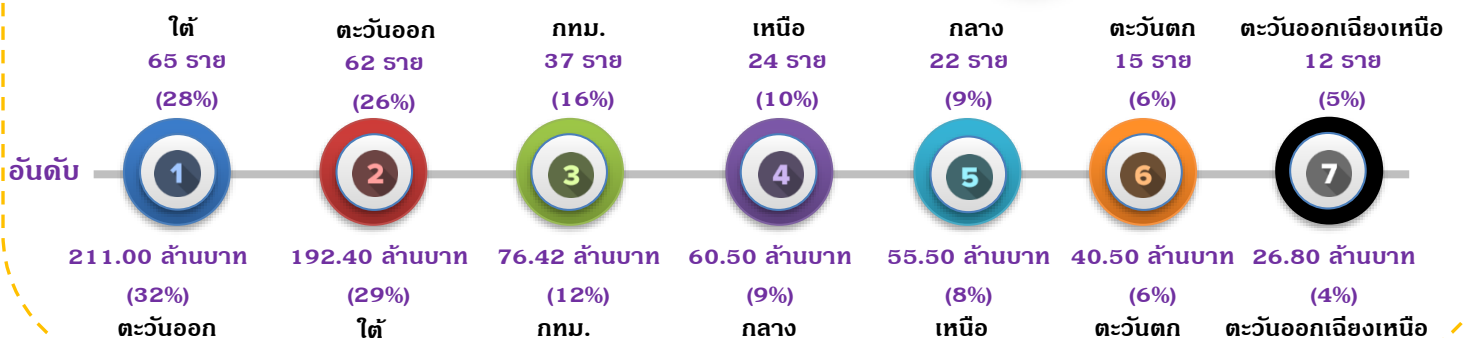 ใต้ ตะวันออก กทม. เหนือ กลาง ตะวันตก ตะวันออกเฉียงเหนือ
65 ราย 62 ราย 37 ราย 24 ราย 22 ราย 15 ราย 12 ราย
(28%) (26%) (16%) (10%) (9%) (6%) (5%)
อันดับ 1 2 3 4 5 6 7
211.00 ล้านบาท 192.40 ล้านบาท 76.42 ล้านบาท 60.50 ล้านบาท 55.50 ล้านบาท 40.50 ล้านบาท 26.80 ล้านบาท
(32%) (29%) (12%) (9%) (8%) (6%) (4%)
ตะวันออก ใต้ กทม. กลาง เหนือ ตะวันตก ตะวันออกเฉียงเหนือ